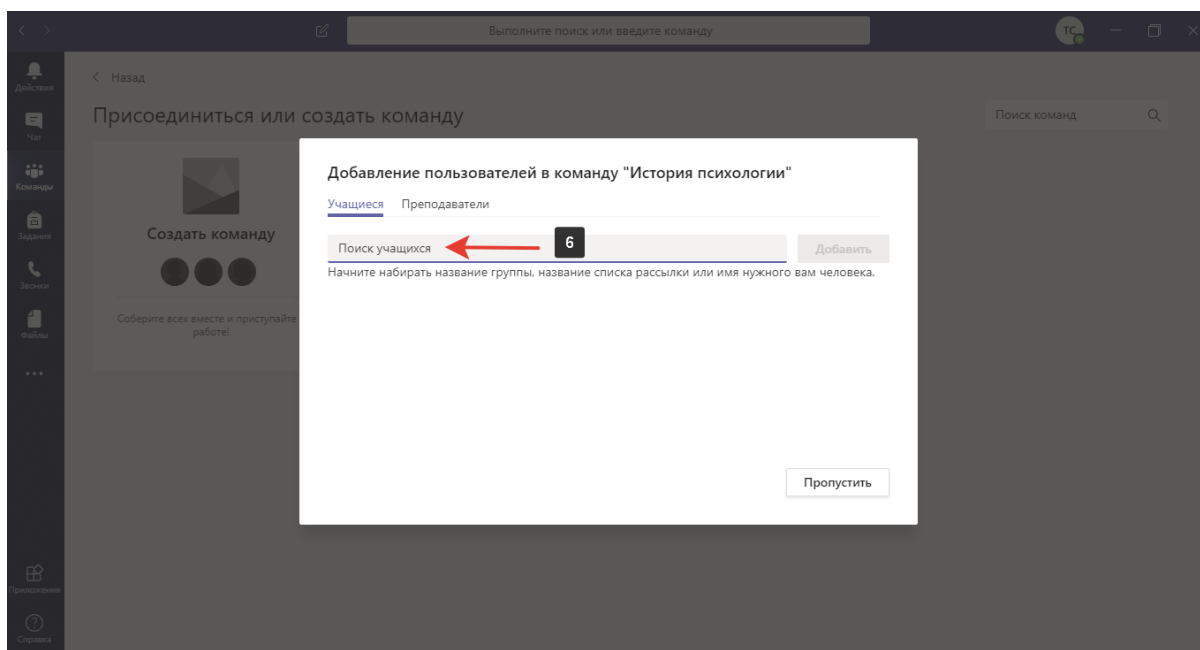 Выполните поиск или введите команду
ТС
Действия
Чат
Команды
Задания
Звонки
Файлы
Приложения
Справка
Назад
Присоединиться или создать команду
Поиск команд
Создать команду
Соберите всех вместе и приступайте
работе!
Добавление пользователей в команду "История психологии"
Учащиеся Преподаватели
Поиск учащихся
6
Добавить
Начните набирать название группы, название списка рассылки или имя нужного вам человека.
Пропустить